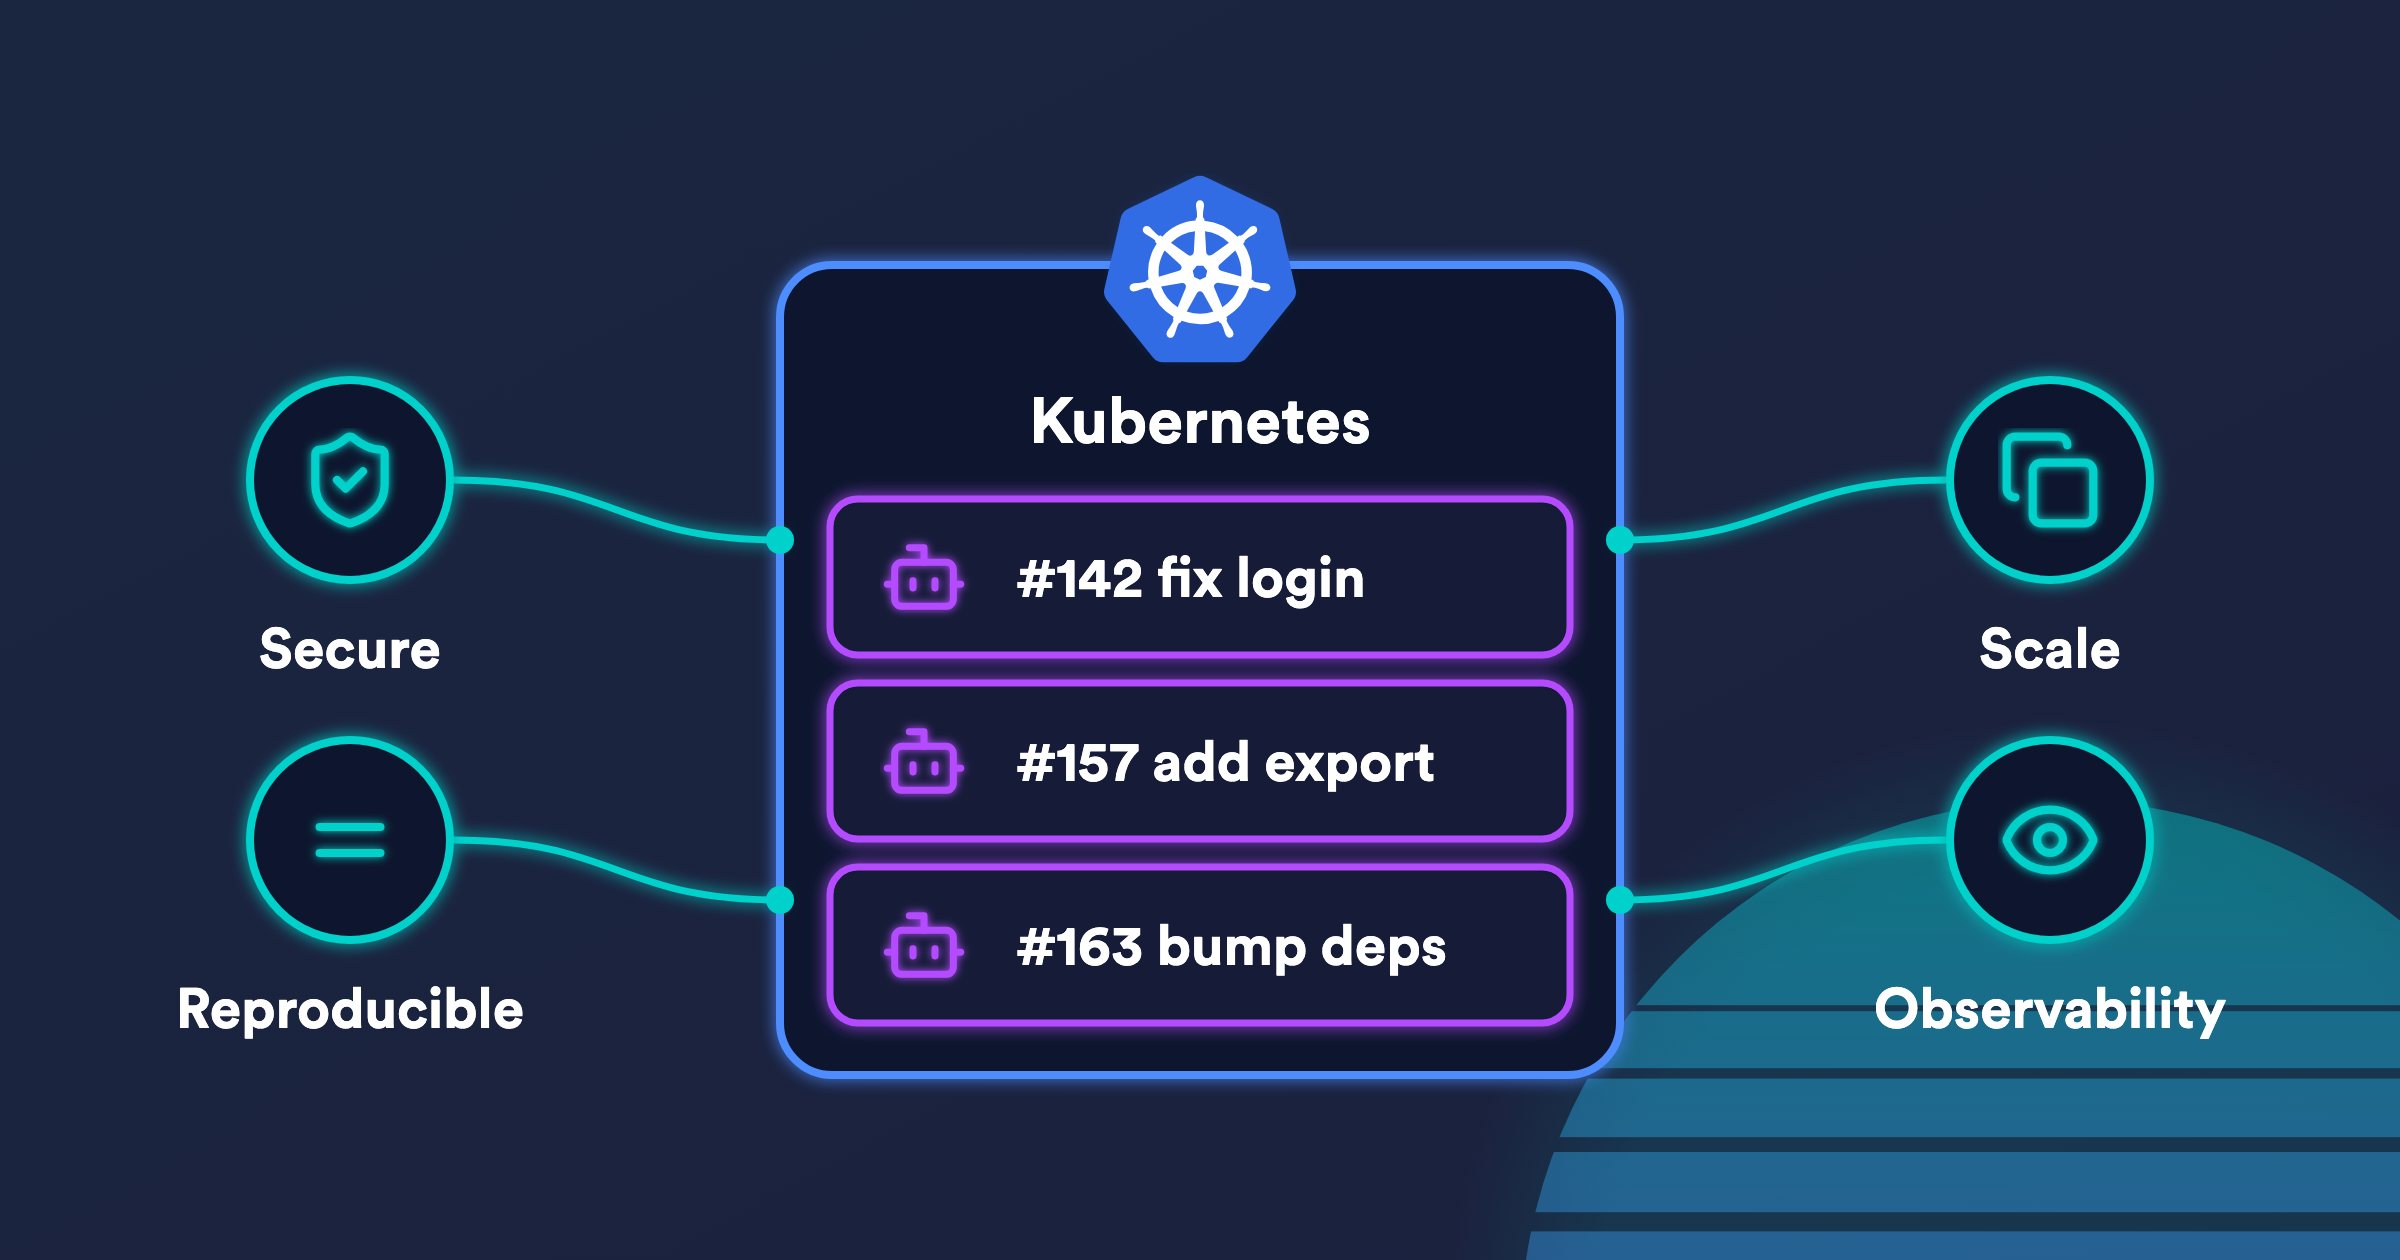 Kubernetes
#142 fix login
#157 add export
#163 bump deps
Secure
Reproducible
Scale
Observability